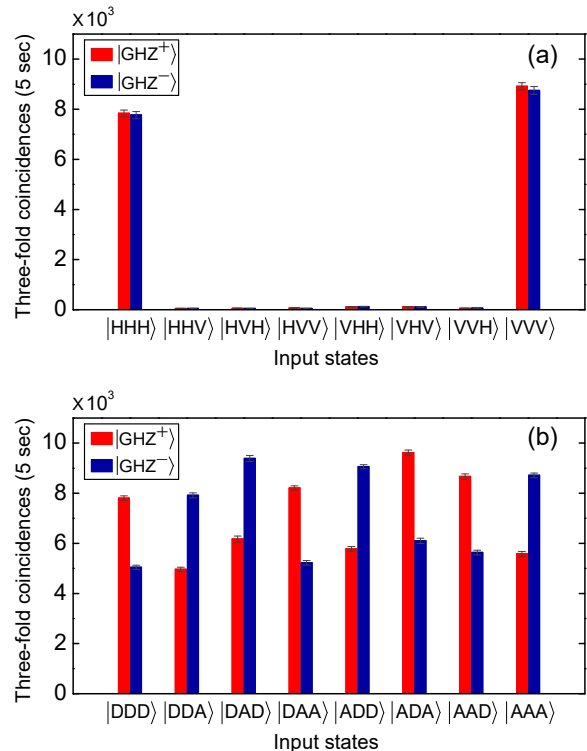 ×10³
(a)
|GHZ⁺⟩
|GHZ⁻⟩
10
8
6
4
2
0
Three-fold coincidences (5 sec)
|HHH⟩ |HHV⟩ |HVH⟩ |HVV⟩ |VHH⟩ |VHV⟩ |VVH⟩ |VVV⟩
Input states
×10³
(b)
|GHZ⁺⟩
|GHZ⁻⟩
10
8
6
4
2
0
Three-fold coincidences (5 sec)
|DDD⟩ |DDA⟩ |DAD⟩ |DAA⟩ |ADD⟩ |ADA⟩ |AAD⟩ |AAA⟩
Input states